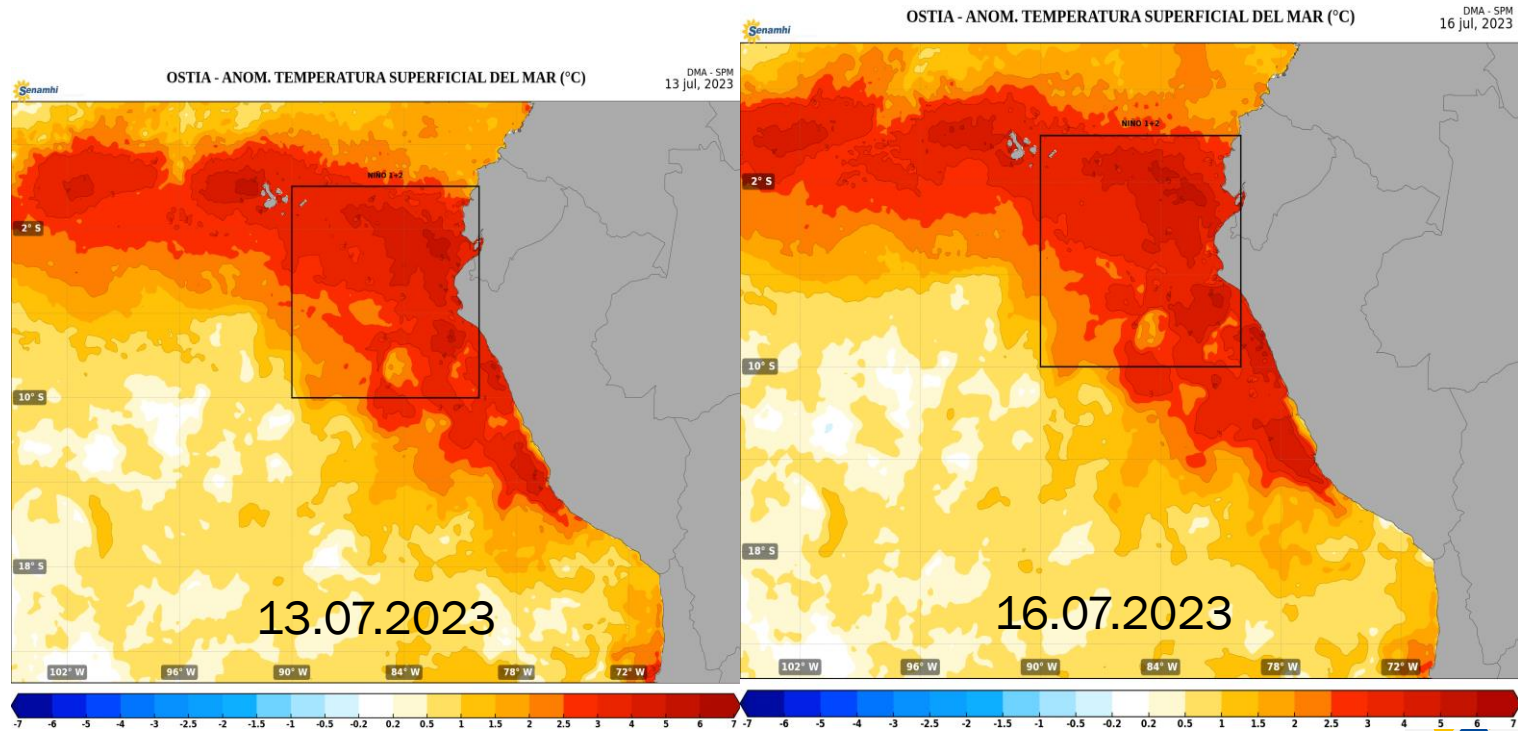 OSTIA - ANOM. TEMPERATURA SUPERFICIAL DEL MAR (°C)
DMA - SPM
13 jul, 2023
Senamhi
NIÑO 1+2
2° S
10° S
18° S
13.07.2023
102° W 96° W 90° W 84° W 78° W 72° W
-7 -6 -5 -4 -3 -2.5 -2 -1.5 -1 -0.5 -0.2 0.2 0.5 1 1.5 2 2.5 3 4 5 6 7
OSTIA - ANOM. TEMPERATURA SUPERFICIAL DEL MAR (°C)
DMA - SPM
16 jul, 2023
Senamhi
NIÑO 1+2
2° S
10° S
18° S
16.07.2023
102° W 96° W 90° W 84° W 78° W 72° W
-7 -6 -5 -4 -3 -2.5 -2 -1.5 -1 -0.5 -0.2 0.2 0.5 1 1.5 2 2.5 3 4 5 6 7